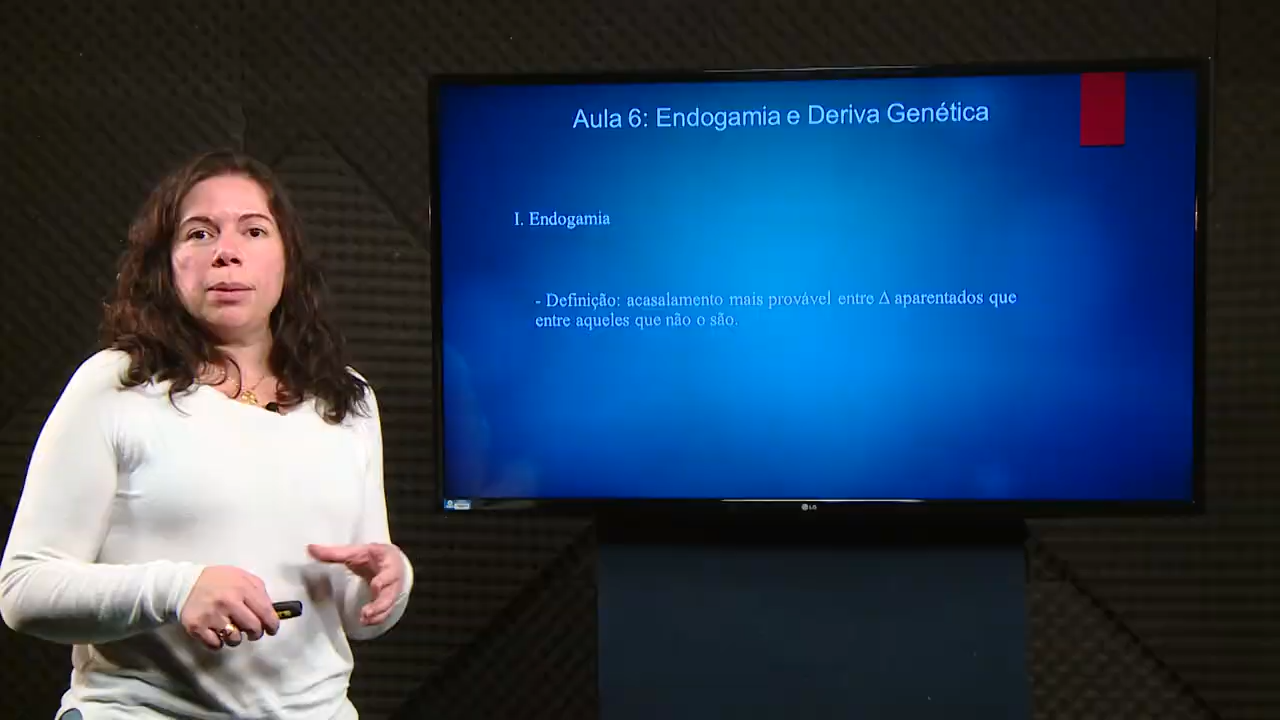 Aula 6: Endogamia e Deriva Genética
I. Endogamia
- Definição: acasalamento mais provável entre Δ aparentados que
entre aqueles que não o são.
LG